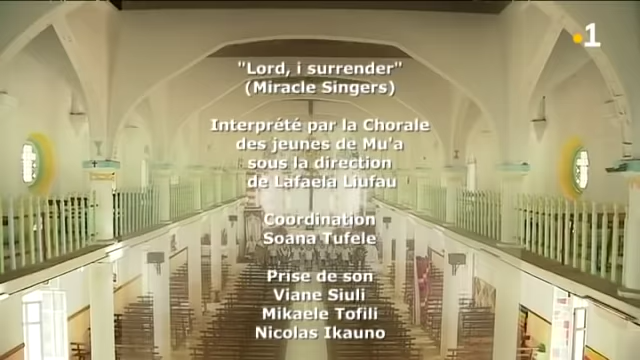 1
"Lord, i surrender"
(Miracle Singers)
Interprété par la Chorale
des jeunes de Mu'a
sous la direction
de Lafaela Liufau
Coordination
Soana Tufele
Prise de son
Viane Siuli
Mikaele Tofili
Nicolas Ikauno